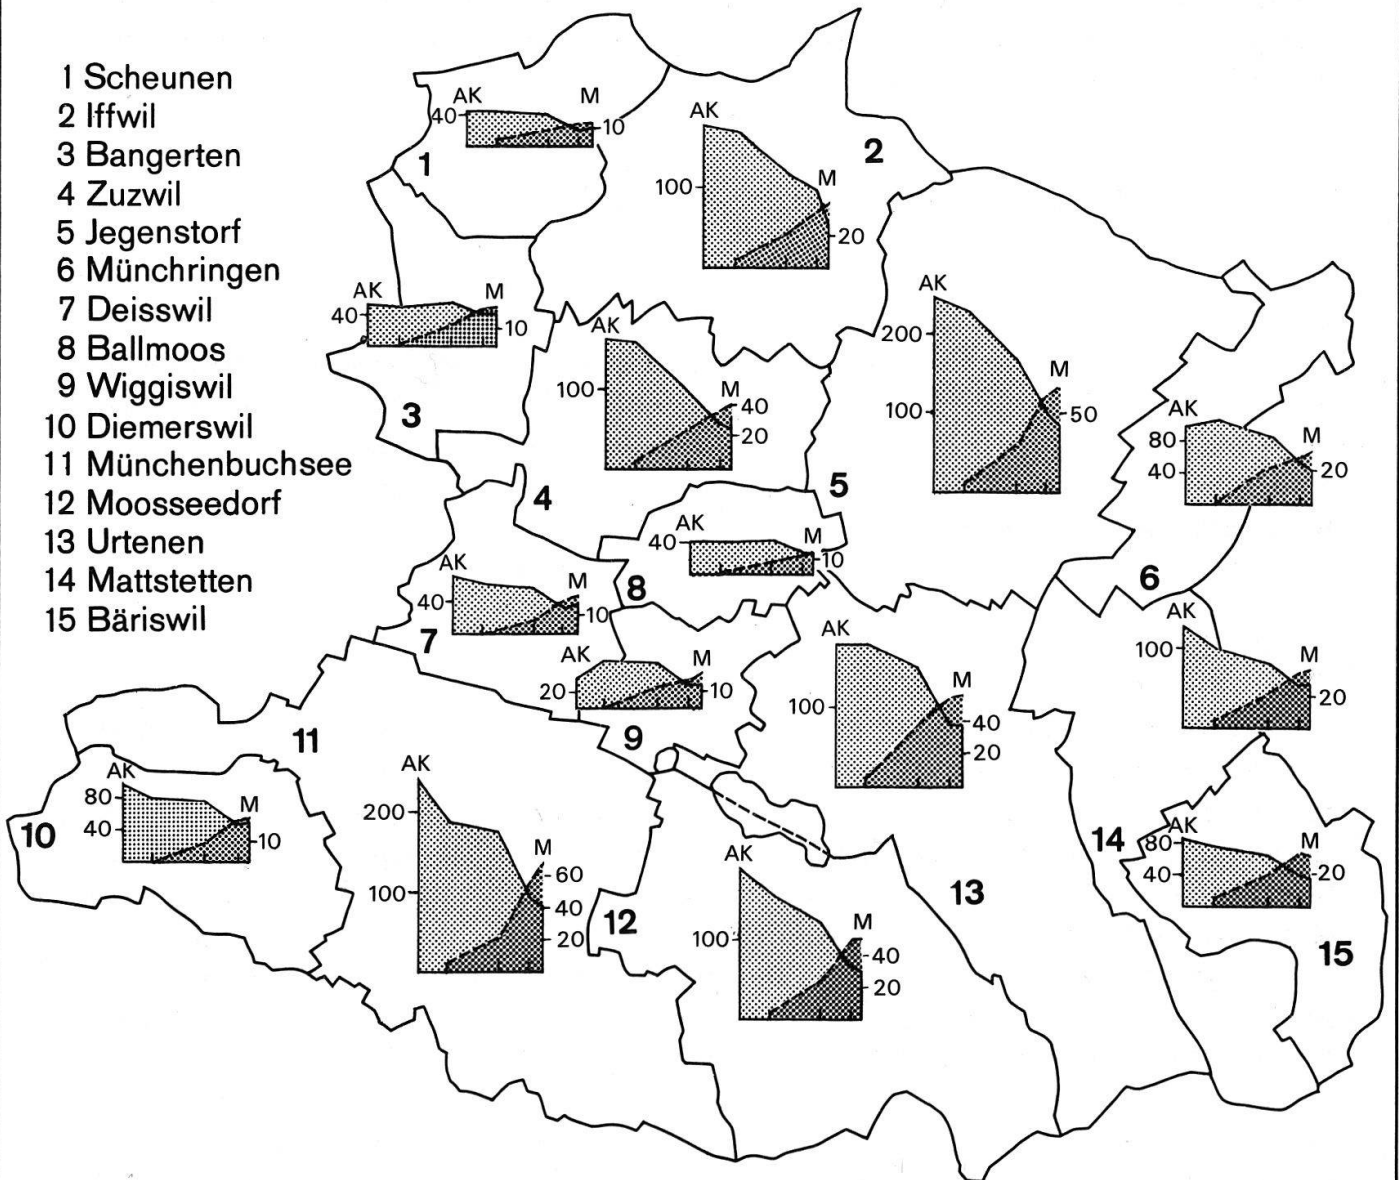 1 Scheunen
2 Iffwil
3 Bangerten
4 Zuzwil
5 Jegenstorf
6 Münchringen
7 Deisswil
8 Ballmoos
9 Wiggiswil
10 Diemerswil
11 Münchenbuchsee
12 Moosseedorf
13 Urtenen
14 Mattstetten
15 Bäriswil
AK M
40 10
1
AK
2
100 M
20
AK M
40 10
3
AK
100 M
40
20
4
AK
200 M
100 50
5
AK M
80
40 20
6
AK M
40 10
8
AK M
40 10
7
AK M
20 10
9
AK
M
100 40
20
13
AK
M
100 20
14
AK M
80
40 20
15
11
AK M
80
40 10
10
AK
200
M
60
100 40
20
AK
M
100 40
20
12